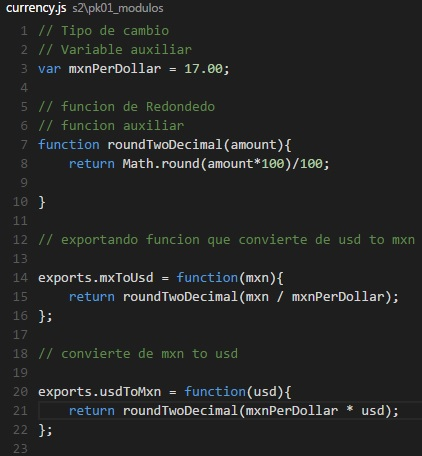 currency.js s2\pk01_modulos
1 // Tipo de cambio
2 // Variable auxiliar
3 var mxnPerDollar = 17.00;
4
5 // funcion de Redondedo
6 // funcion auxiliar
7 function roundTwoDecimal(amount){
8 return Math.round(amount*100)/100;
9
10 }
11
12 // exportando funcion que convierte de usd to mxn
13
14 exports.mxToUsd = function(mxn){
15 return roundTwoDecimal(mxn / mxnPerDollar);
16 };
17
18 // convierte de mxn to usd
19
20 exports.usdToMxn = function(usd){
21 return roundTwoDecimal(mxnPerDollar * usd);
22 };
23